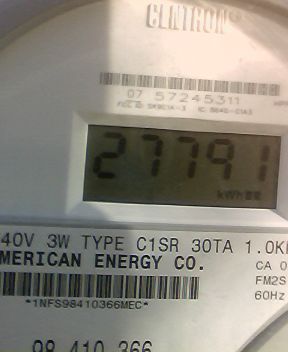 CENTRON®
07 57245311
27791
kWh
40V 3W TYPE C1SR 30TA 1.0K
MERICAN ENERGY CO.
CA 0
FM2S
60Hz
*1NFS98410366MEC*
98 410 366